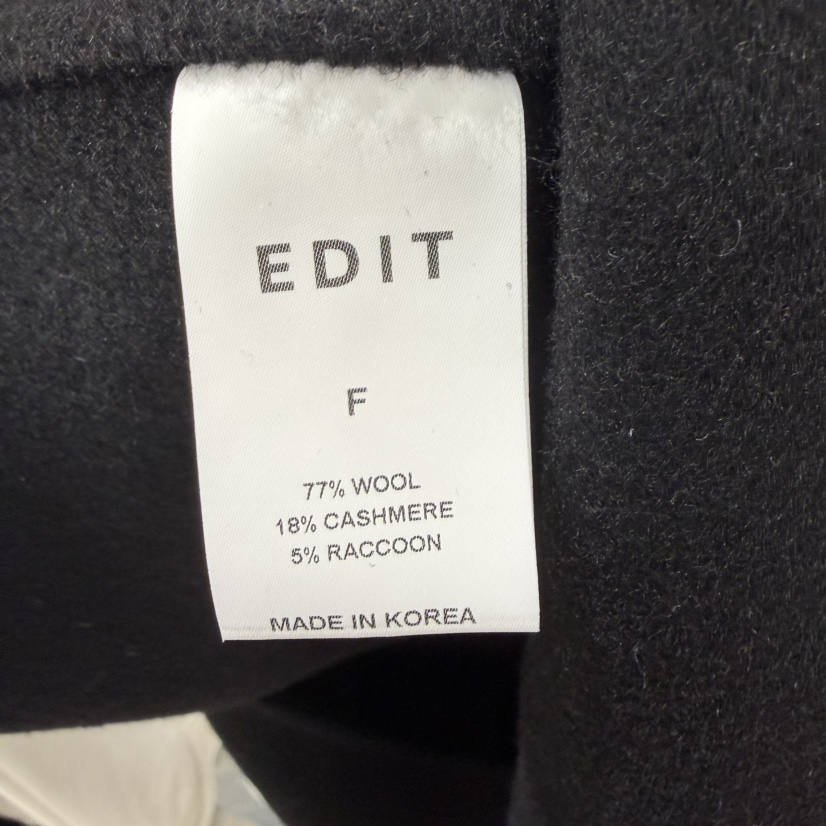 EDIT
F
77% WOOL
18% CASHMERE
5% RACCOON
MADE IN KOREA